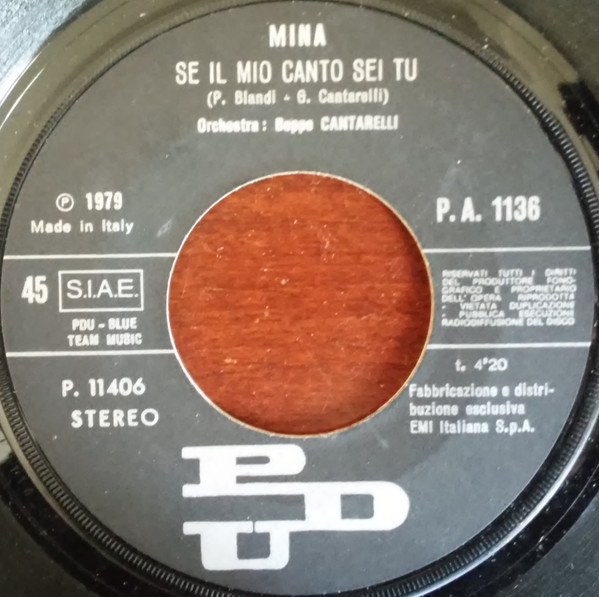 MINA
SE IL MIO CANTO SEI TU
(P. Biandi - G. Cantarelli)
Orchestra: Beppe CANTARELLI
℗ 1979
Made in Italy
P.A. 1136
45
S.I.A.E.
PDU - BLUE
TEAM MUSIC
RISERVATI TUTTI I DIRITTI
DEL PRODUTTORE FONO-
GRAFICO E PROPRIETARIO
DELL'OPERA RIPRODOTTA
- VIETATA DUPLICAZIONE
- PUBBLICA ESECUZIONE
RADIODIFFUSIONE DEL DISCO
P. 11406
STEREO
t. 4'20
Fabbricazione e distri-
buzione esclusiva
EMI Italiana S.p.A.
PDU